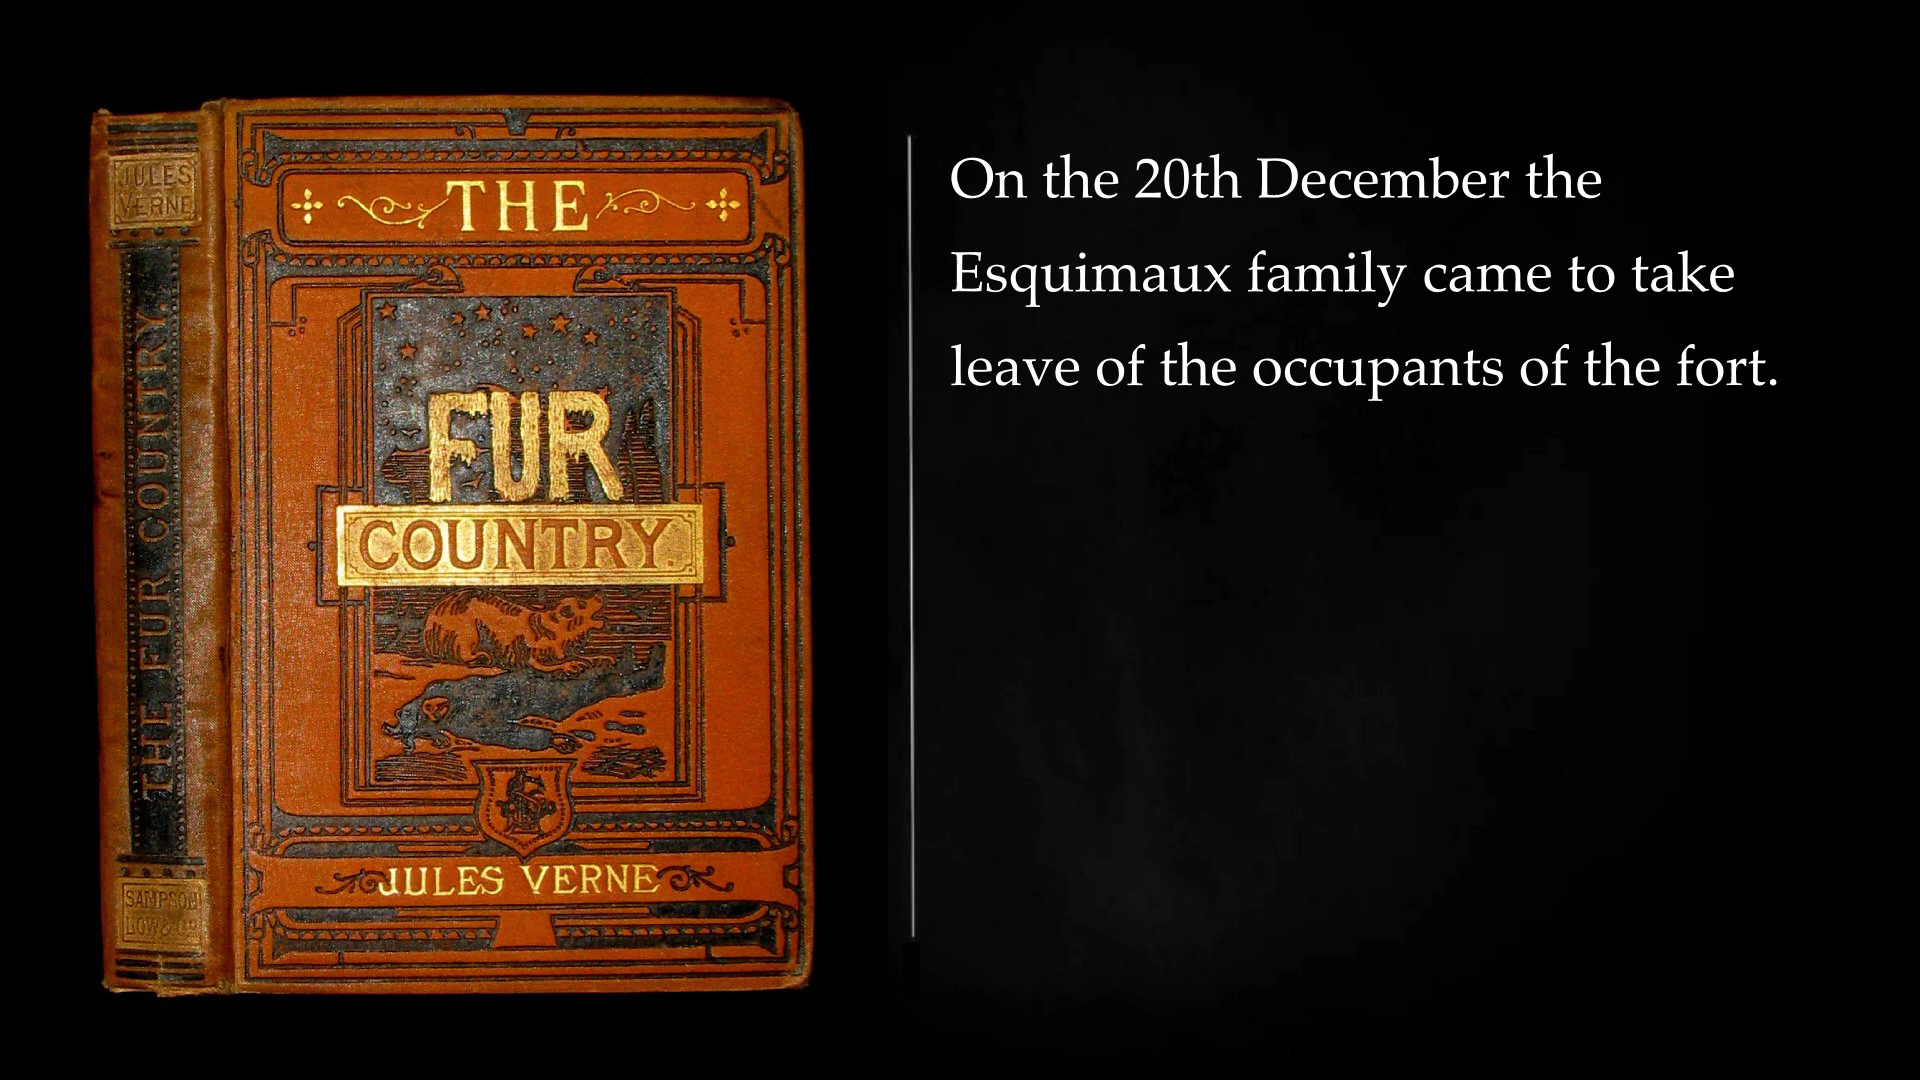 JULES
VERNE
THE FUR COUNTRY.
SAMPSON
LOW & Co
THE
FUR
COUNTRY.
JULES VERNE
On the 20th December the
Esquimaux family came to take
leave of the occupants of the fort.